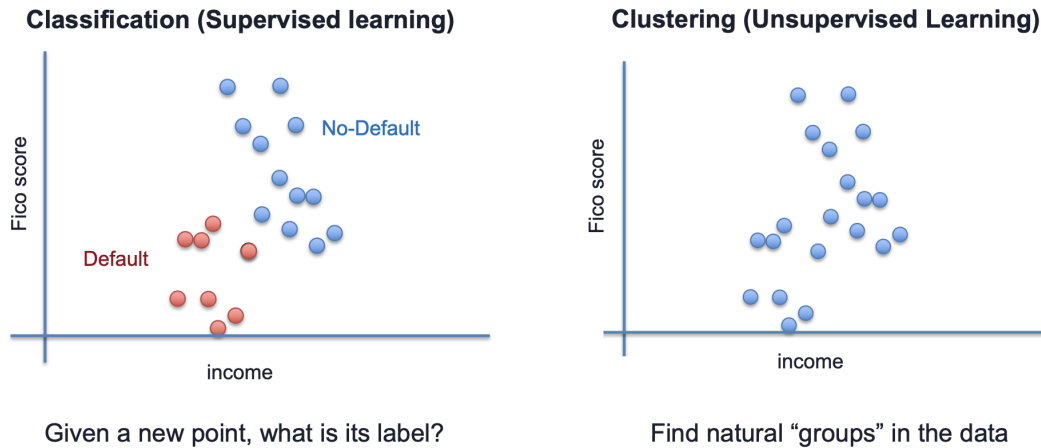 Classification (Supervised learning)
Fico score
No-Default
Default
income
Given a new point, what is its label?
Clustering (Unsupervised Learning)
Fico score
income
Find natural “groups” in the data